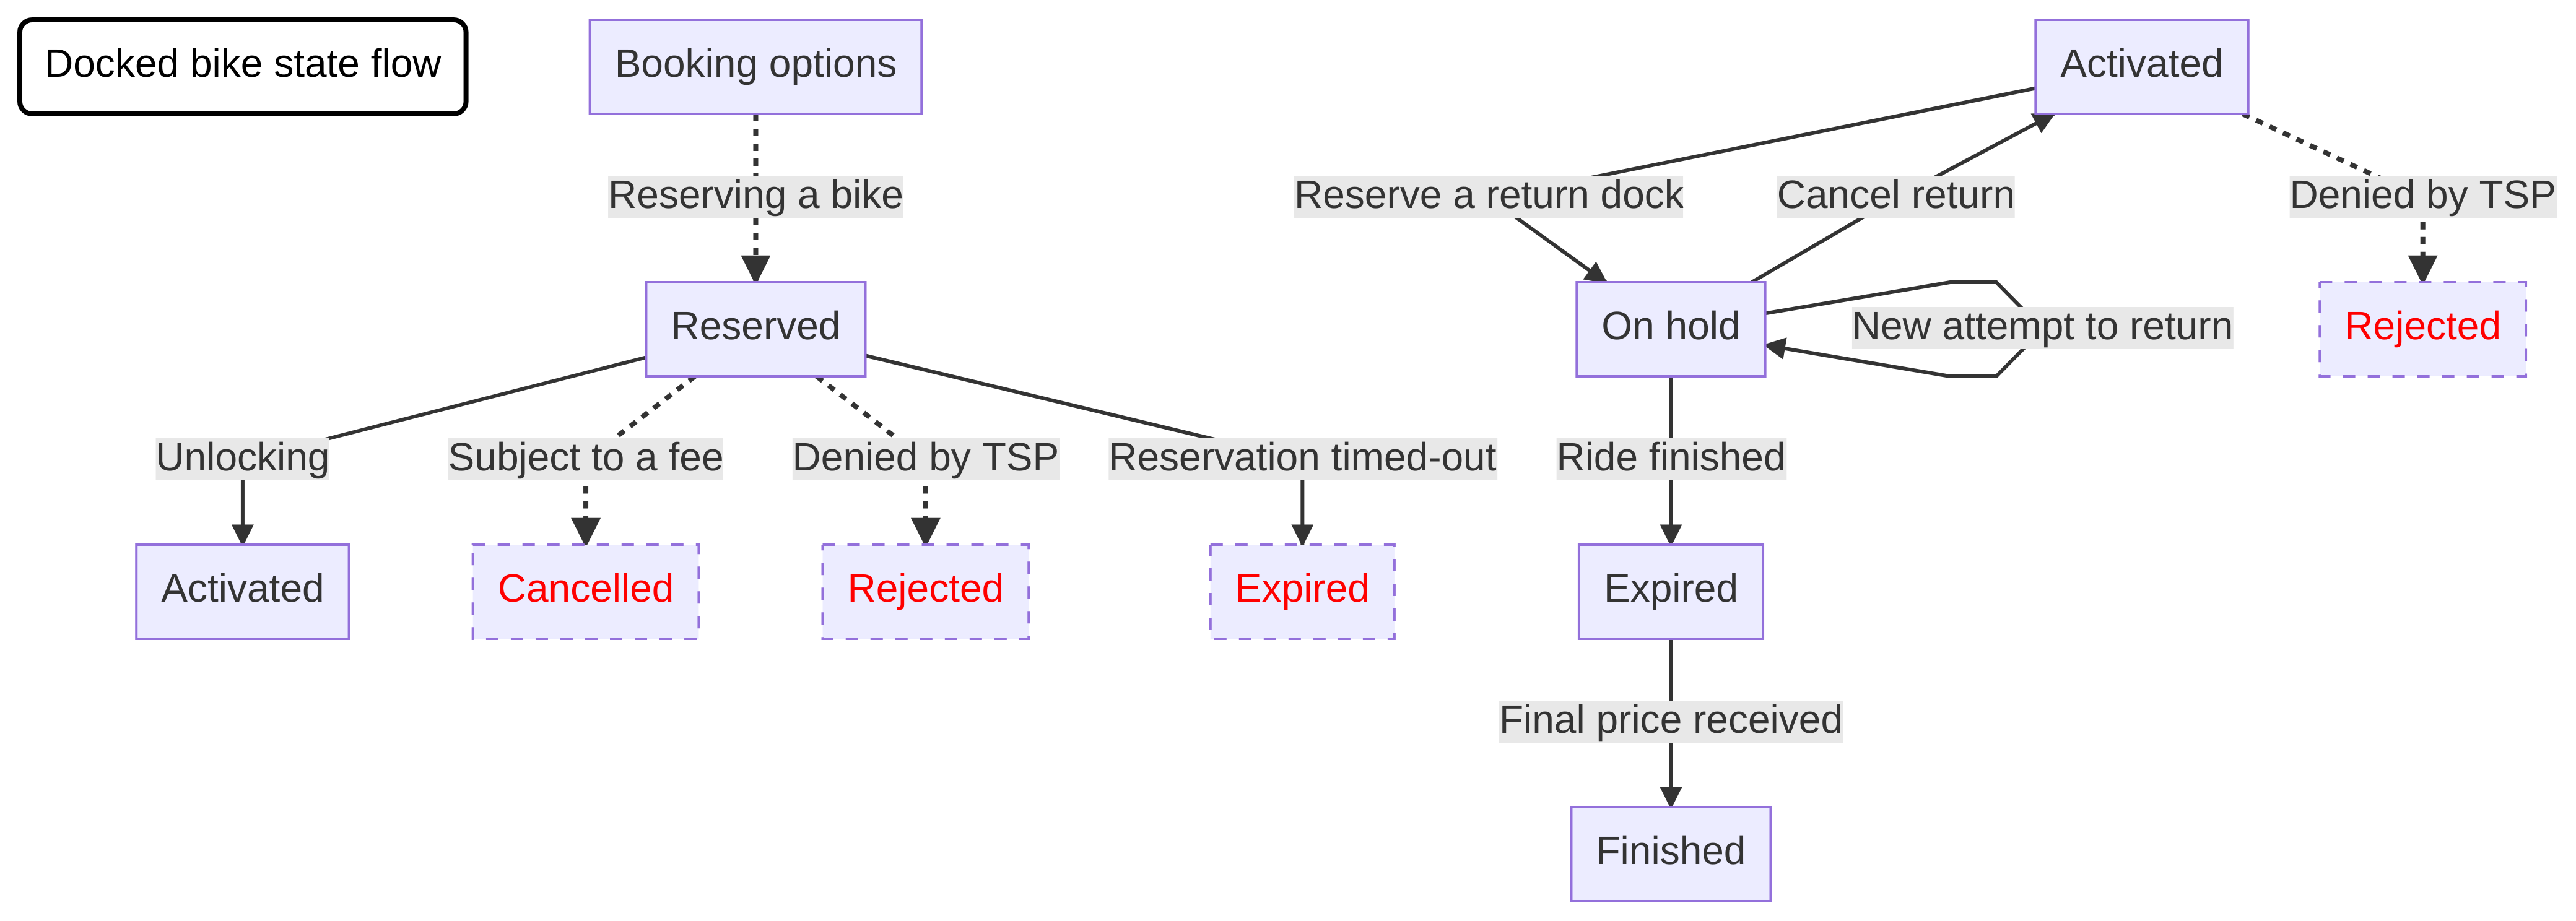 Docked bike state flow
Booking options
Activated
Reserving a bike
Reserve a return dock
Cancel return
Denied by TSP
Reserved
On hold
New attempt to return
Rejected
Unlocking
Subject to a fee
Denied by TSP
Reservation timed-out
Ride finished
Activated
Cancelled
Rejected
Expired
Expired
Final price received
Finished